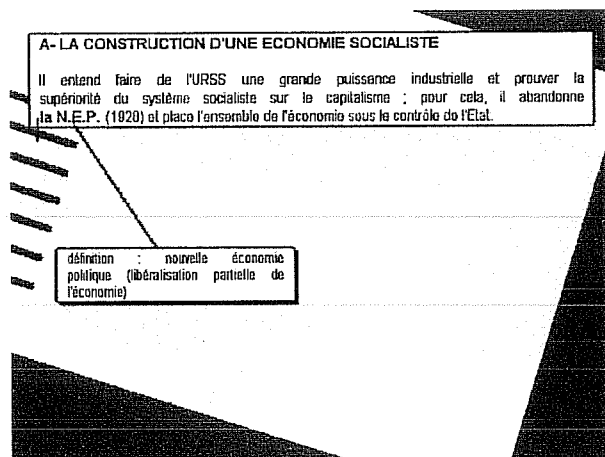 A- LA CONSTRUCTION D'UNE ECONOMIE SOCIALISTE
Il entend faire de l'URSS une grande puissance industrielle et prouver la
supériorité du système socialiste sur le capitalisme ; pour cela, il abandonne
la N.E.P. (1928) et place l'ensemble de l'économie sous le contrôle de l'Etat.
définition : nouvelle économie
politique (libéralisation partielle de
l'économie)